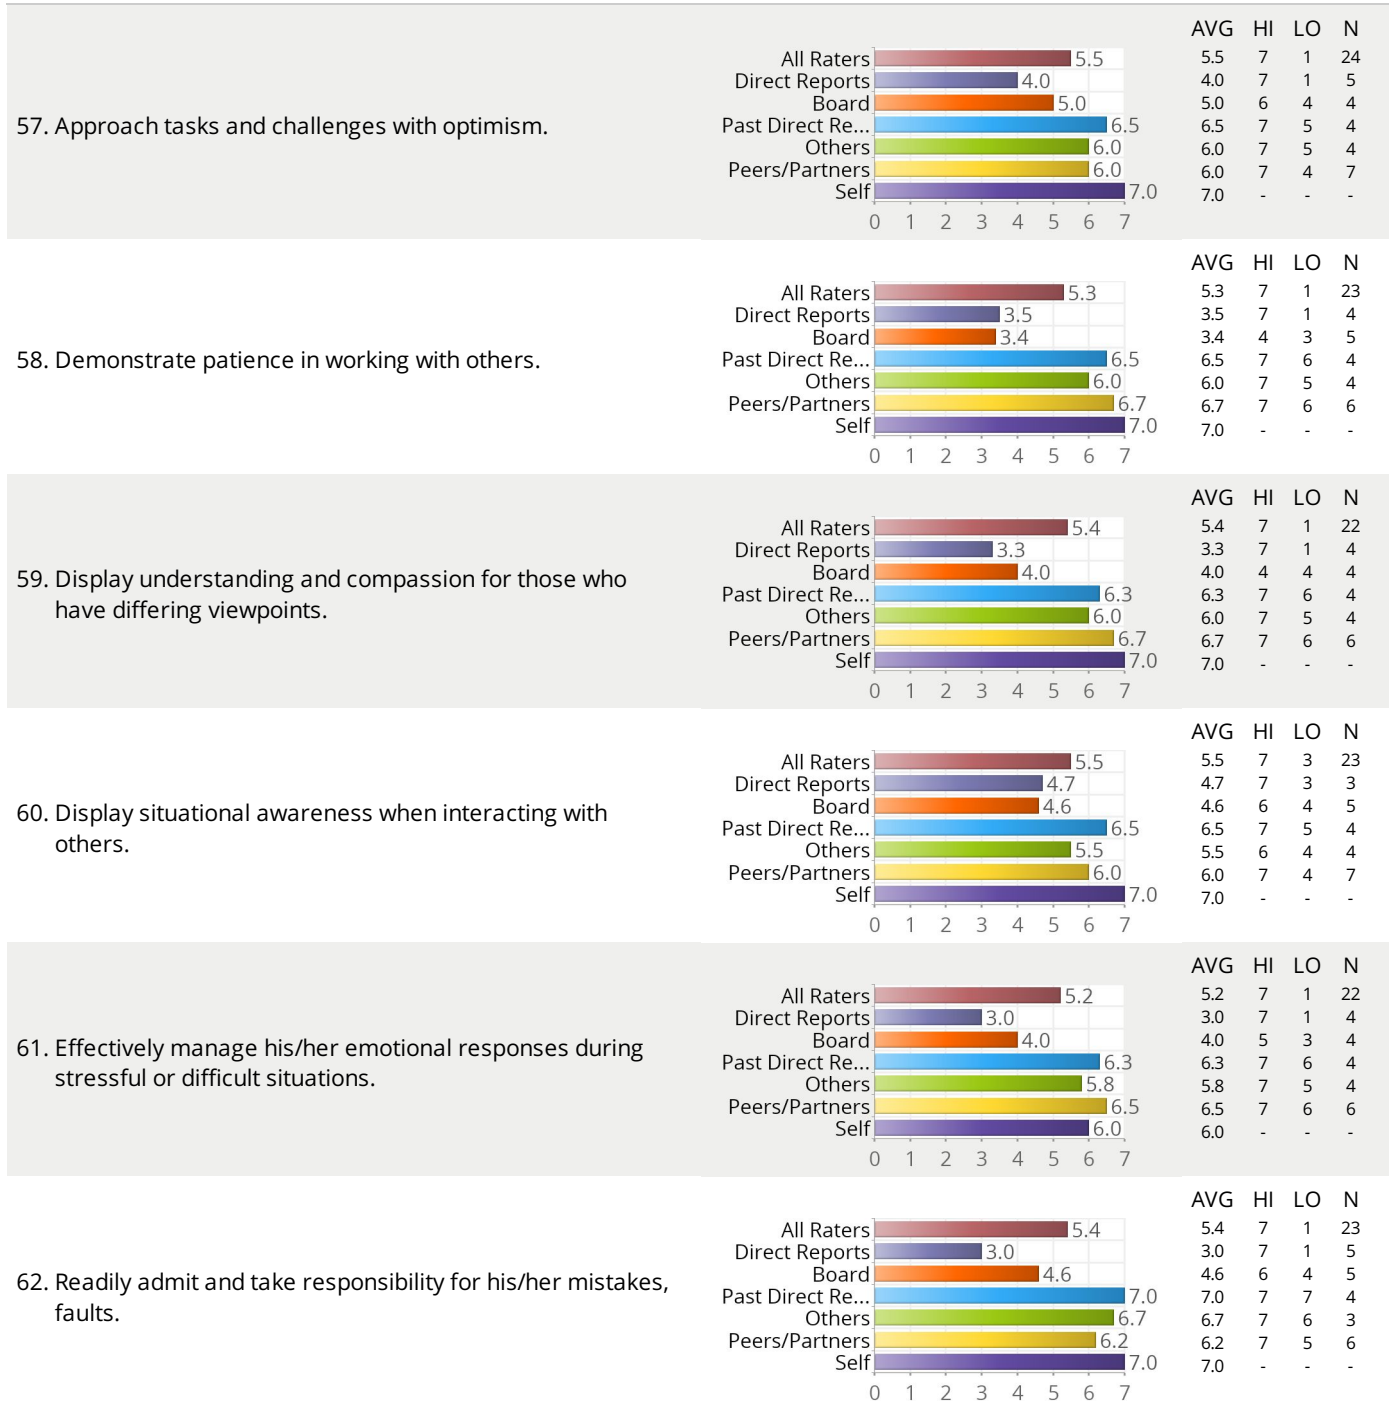 AVG HI LO N
57. Approach tasks and challenges with optimism.
All Raters 5.5 5.5 7 1 24
Direct Reports 4.0 4.0 7 1 5
Board 5.0 5.0 6 4 4
Past Direct Re... 6.5 6.5 7 5 4
Others 6.0 6.0 7 5 4
Peers/Partners 6.0 6.0 7 4 7
Self 7.0 7.0 - - -
0 1 2 3 4 5 6 7
AVG HI LO N
58. Demonstrate patience in working with others.
All Raters 5.3 5.3 7 1 23
Direct Reports 3.5 3.5 7 1 4
Board 3.4 3.4 4 3 5
Past Direct Re... 6.5 6.5 7 6 4
Others 6.0 6.0 7 5 4
Peers/Partners 6.7 6.7 7 6 6
Self 7.0 7.0 - - -
0 1 2 3 4 5 6 7
AVG HI LO N
59. Display understanding and compassion for those who
have differing viewpoints.
All Raters 5.4 5.4 7 1 22
Direct Reports 3.3 3.3 7 1 4
Board 4.0 4.0 4 4 4
Past Direct Re... 6.3 6.3 7 6 4
Others 6.0 6.0 7 5 4
Peers/Partners 6.7 6.7 7 6 6
Self 7.0 7.0 - - -
0 1 2 3 4 5 6 7
AVG HI LO N
60. Display situational awareness when interacting with
others.
All Raters 5.5 5.5 7 3 23
Direct Reports 4.7 4.7 7 3 3
Board 4.6 4.6 6 4 5
Past Direct Re... 6.5 6.5 7 5 4
Others 5.5 5.5 6 4 4
Peers/Partners 6.0 6.0 7 4 7
Self 7.0 7.0 - - -
0 1 2 3 4 5 6 7
AVG HI LO N
61. Effectively manage his/her emotional responses during
stressful or difficult situations.
All Raters 5.2 5.2 7 1 22
Direct Reports 3.0 3.0 7 1 4
Board 4.0 4.0 5 3 4
Past Direct Re... 6.3 6.3 7 6 4
Others 5.8 5.8 7 5 4
Peers/Partners 6.5 6.5 7 6 6
Self 6.0 6.0 - - -
0 1 2 3 4 5 6 7
AVG HI LO N
62. Readily admit and take responsibility for his/her mistakes,
faults.
All Raters 5.4 5.4 7 1 23
Direct Reports 3.0 3.0 7 1 5
Board 4.6 4.6 6 4 5
Past Direct Re... 7.0 7.0 7 7 4
Others 6.7 6.7 7 6 3
Peers/Partners 6.2 6.2 7 5 6
Self 7.0 7.0 - - -
0 1 2 3 4 5 6 7